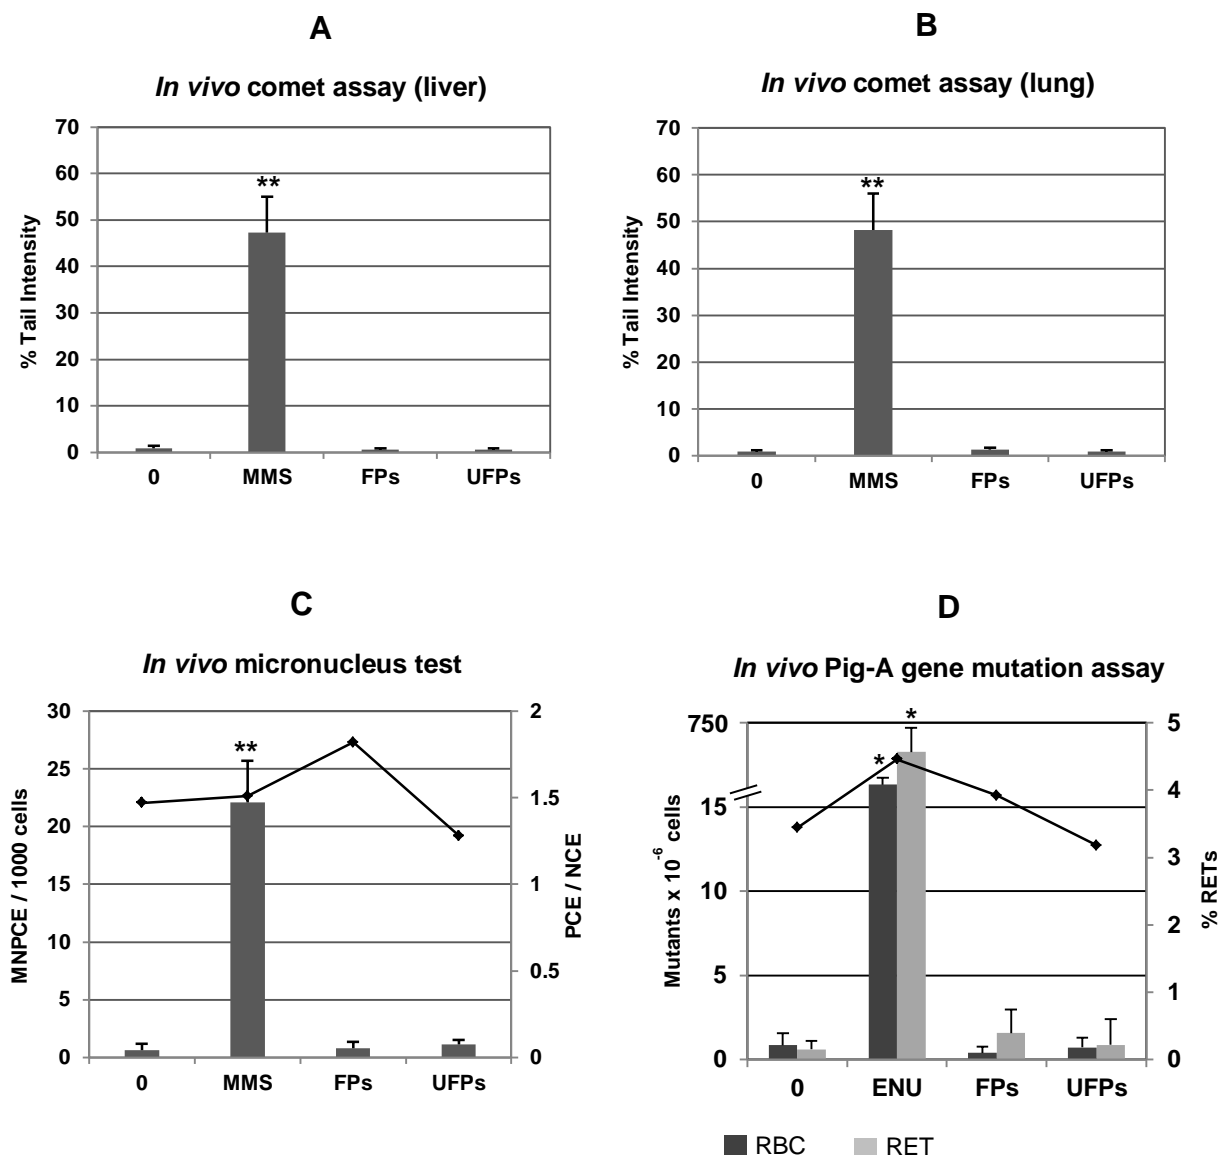 A
In vivo comet assay (liver)
% Tail Intensity
70
60
50
40
30
20
10
0
**
0 MMS FPs UFPs
B
In vivo comet assay (lung)
% Tail Intensity
70
60
50
40
30
20
10
0
**
0 MMS FPs UFPs
C
In vivo micronucleus test
MNPCE / 1000 cells
30
25
20
15
10
5
0
**
2
1.5
1
0.5
0
PCE / NCE
0 MMS FPs UFPs
D
In vivo Pig-A gene mutation assay
Mutants x 10-6 cells
750
15
10
5
0
*
*
5
4
3
2
1
0
% RETs
0 ENU FPs UFPs
RBC RET